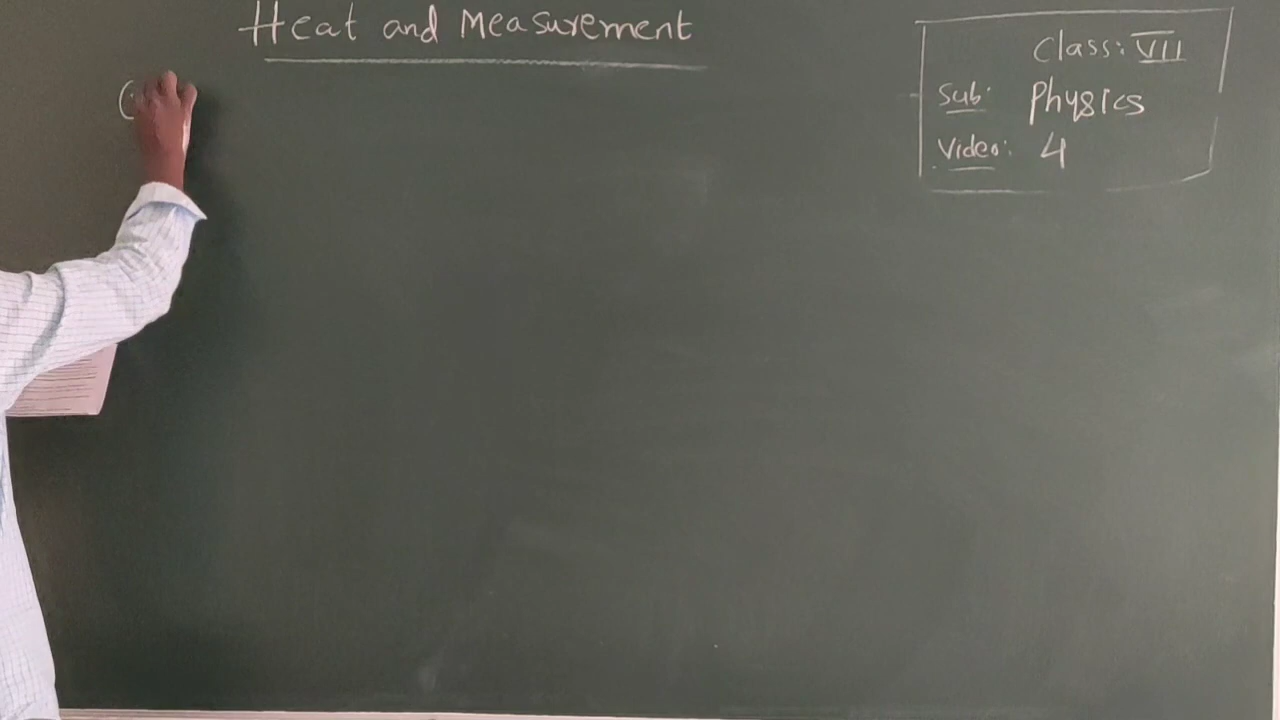 Heat and Measurement
Class: VII
Sub: Physics
Video: 4